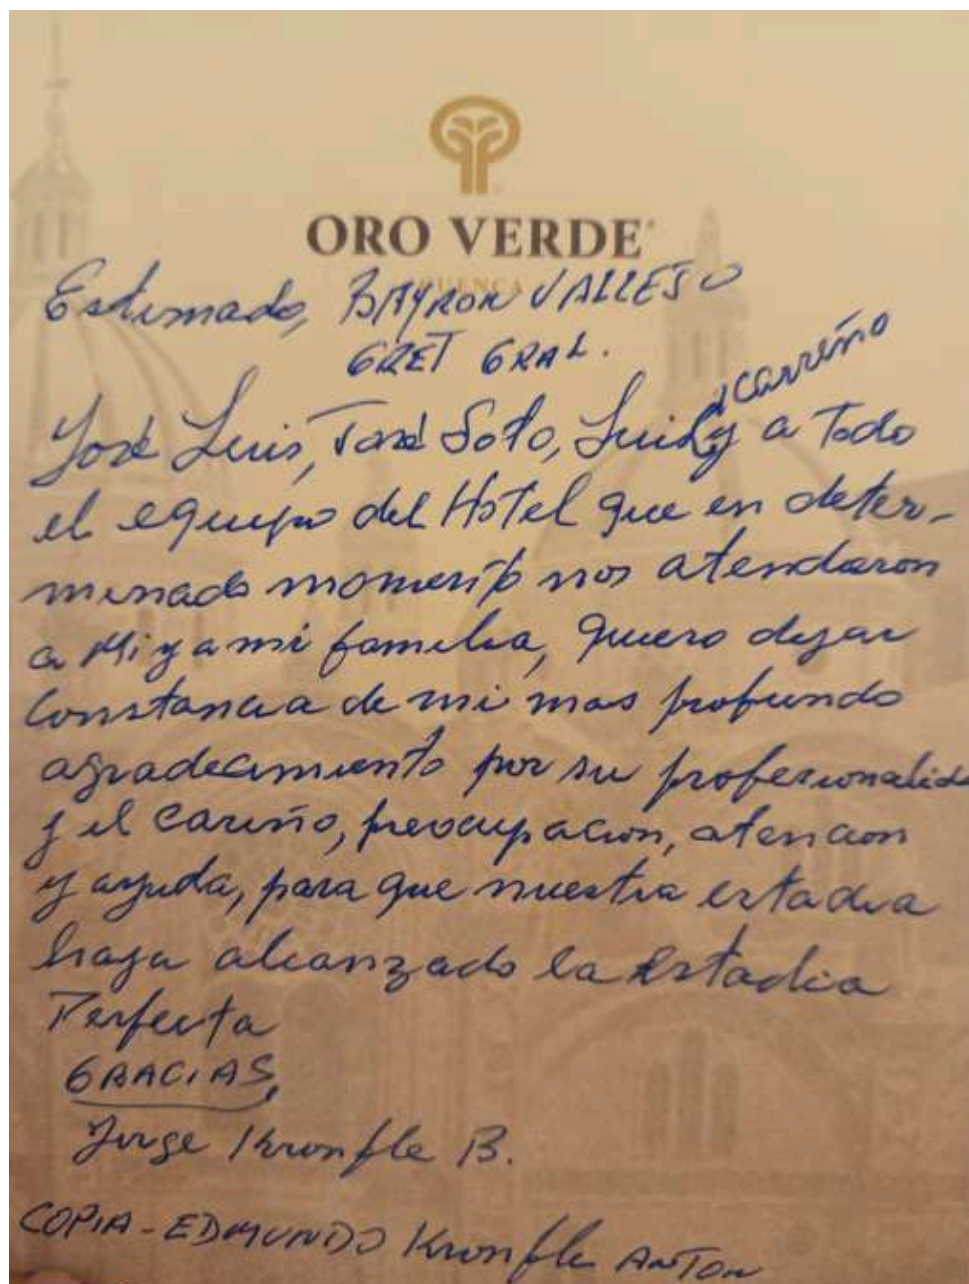 ORO VERDE
CUENCA
Estimado, BAYRON VALLEJO
GRET GRAL.
José Luis, José Soto, Luis Carreño y a Todo
el equipo del Hotel que en deter-
minado momento nos atendaron
a Mi y a mi familia, quiero dejar
Constancia de mi mas profundo
agradecimiento por su profesionalid
y el cariño, preocupacion, atencion
y ayuda, para que nuestra estadia
haya alcanzado la Estadia
Perfecta
GRACIAS,
Jorge Kronfle B.
COPIA - EDMUNDO Kronfle ANTON